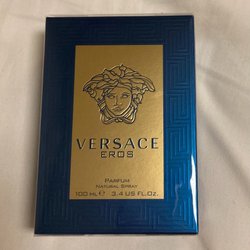 VERSACE
EROS
PARFUM
NATURAL SPRAY
100 ML ℮ 3.4 US FL.OZ.